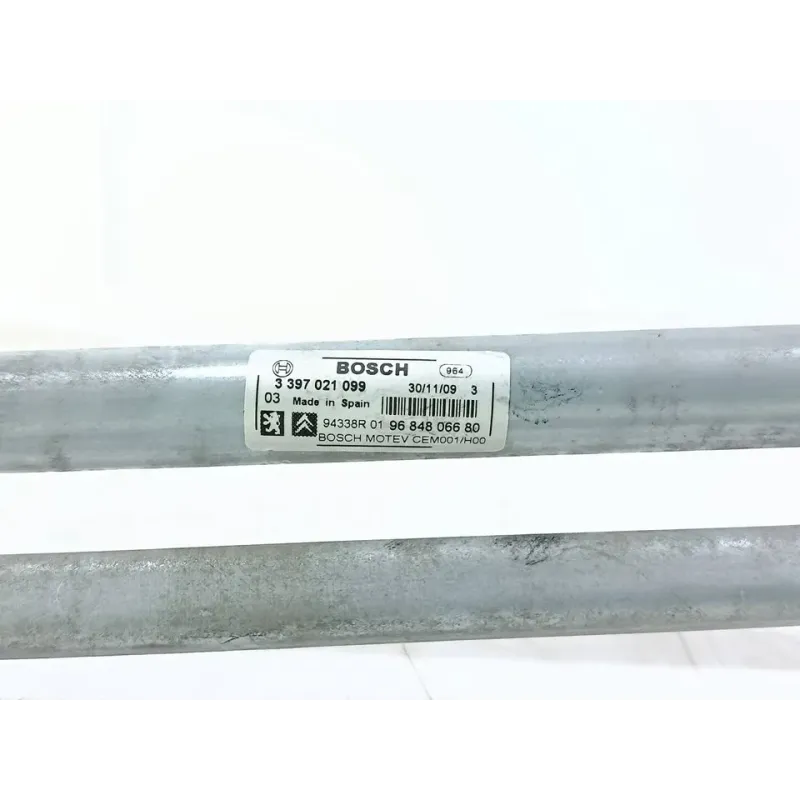 BOSCH 964
3 397 021 099 30/11/09 3
03 Made in Spain
94338R 01 96 848 066 80
BOSCH MOTEV CEM001/H00